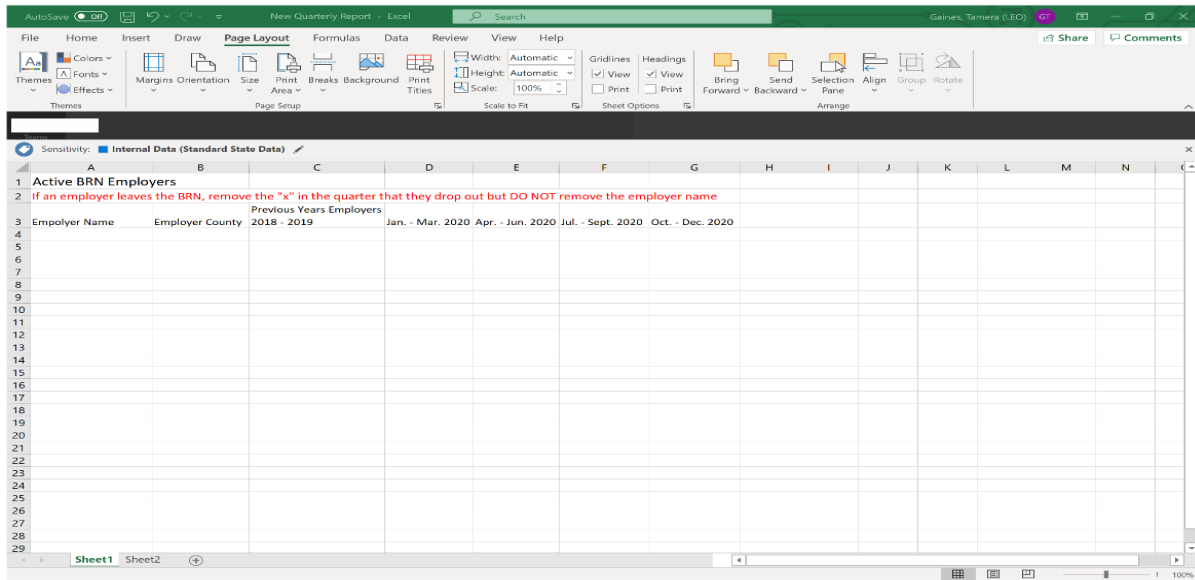 AutoSave Off New Quarterly Report - Excel Search Gaines, Tamera (LEO) GT
File Home Insert Draw Page Layout Formulas Data Review View Help Share Comments
Colors Width: Automatic Gridlines Headings
Aa Fonts Height: Automatic View View
Themes Effects Margins Orientation Size Print Area Breaks Background Print Titles Scale: 100% Print Print Bring Forward Send Backward Selection Pane Align Group Rotate
Themes Page Setup Scale to Fit Sheet Options Arrange
Teams
Sensitivity: Internal Data (Standard State Data)
A B C D E F G H I J K L M N
1 Active BRN Employers
2 If an employer leaves the BRN, remove the "x" in the quarter that they drop out but DO NOT remove the employer name
Previous Years Employers
3 Empolyer Name Employer County 2018 - 2019 Jan. - Mar. 2020 Apr. - Jun. 2020 Jul. - Sept. 2020 Oct. - Dec. 2020
4
5
6
7
8
9
10
11
12
13
14
15
16
17
18
19
20
21
22
23
24
25
26
27
28
29
Sheet1 Sheet2
100%